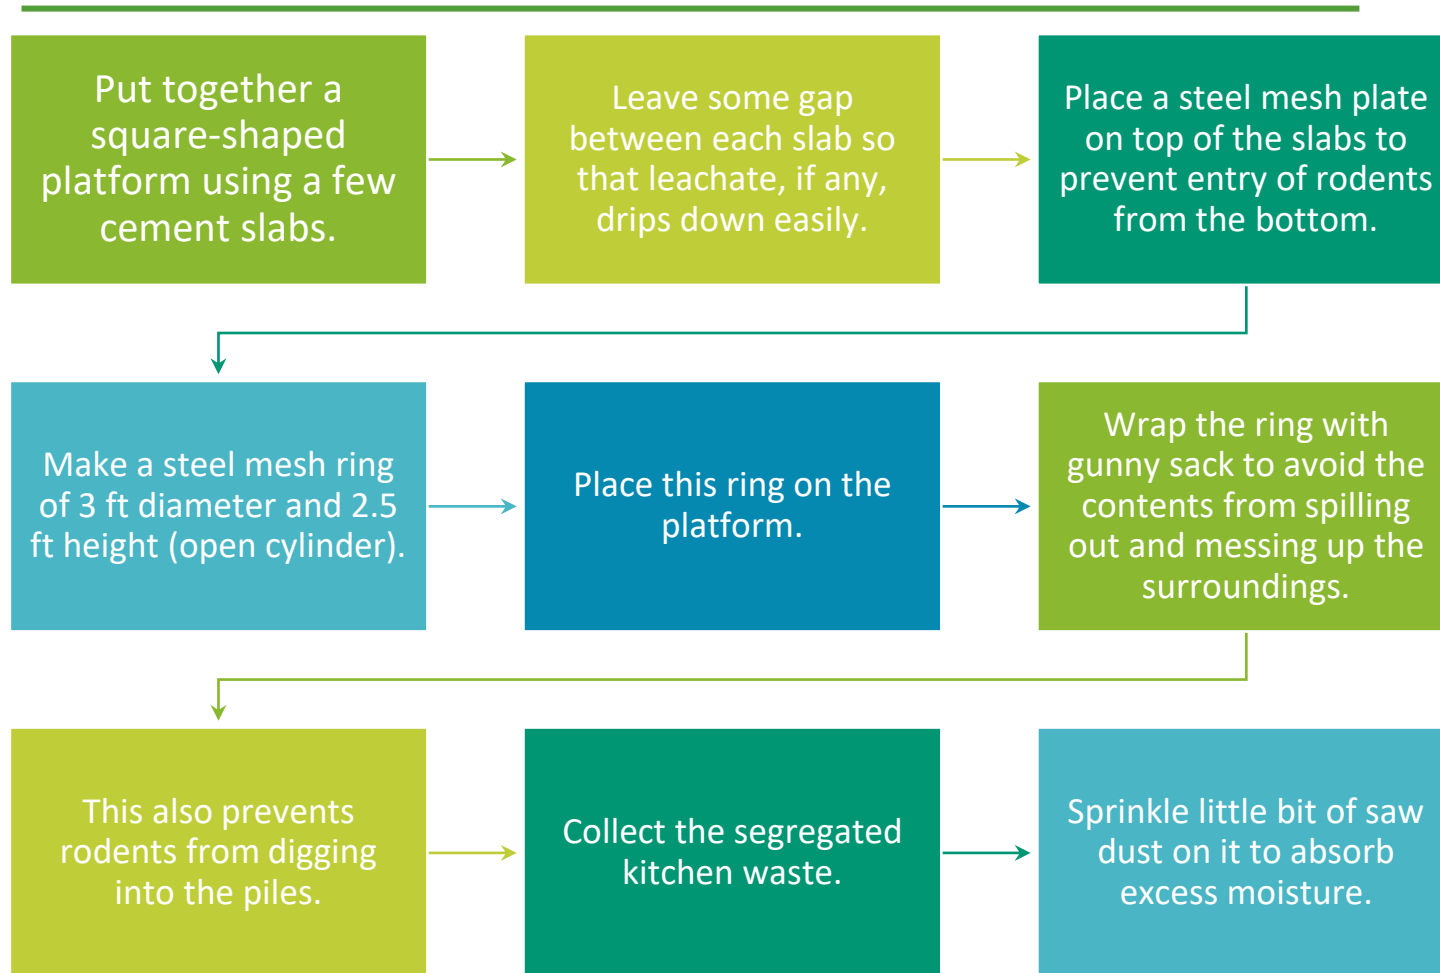 Put together a
square-shaped
platform using a few
cement slabs.
Leave some gap
between each slab so
that leachate, if any,
drips down easily.
Place a steel mesh plate
on top of the slabs to
prevent entry of rodents
from the bottom.
Make a steel mesh ring
of 3 ft diameter and 2.5
ft height (open cylinder).
Place this ring on the
platform.
Wrap the ring with
gunny sack to avoid the
contents from spilling
out and messing up the
surroundings.
This also prevents
rodents from digging
into the piles.
Collect the segregated
kitchen waste.
Sprinkle little bit of saw
dust on it to absorb
excess moisture.